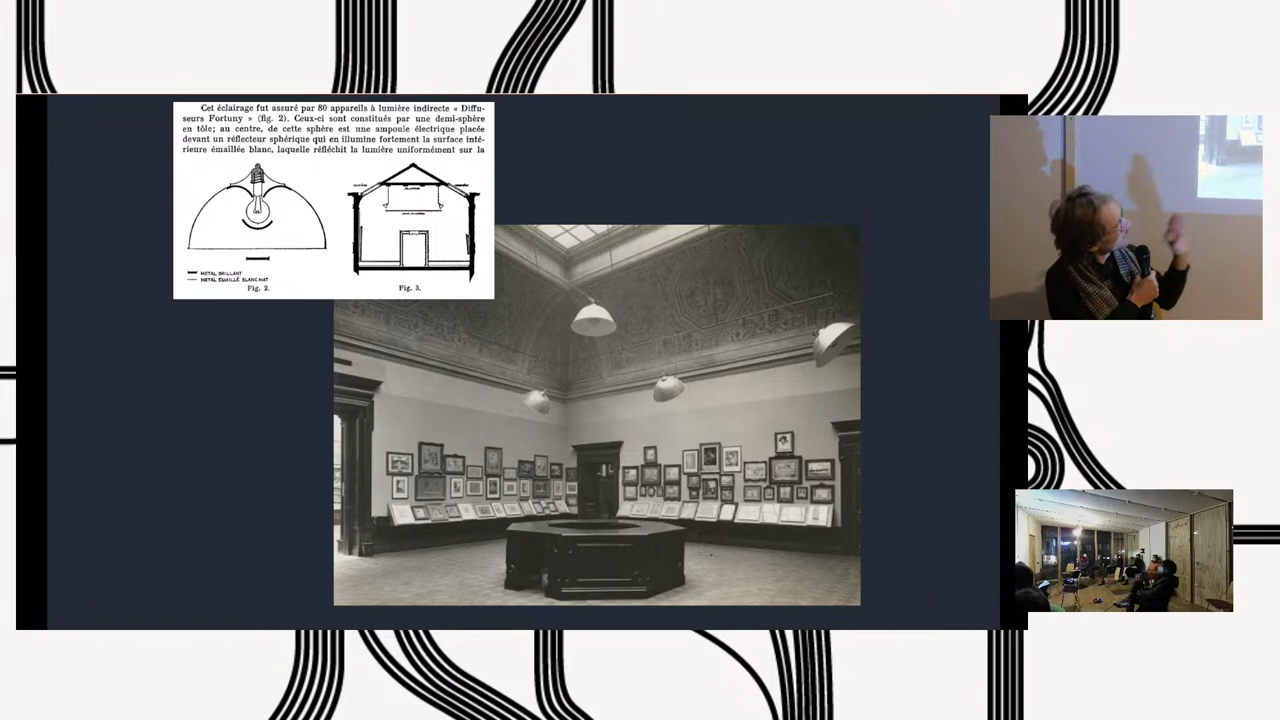 Cet éclairage fut assuré par 80 appareils à lumière indirecte « Diffu-
seurs Fortuny » (fig. 2). Ceux-ci sont constitués par une demi-sphère
en tôle; au centre, de cette sphère est une ampoule électrique placée
devant un réflecteur sphérique qui en illumine fortement la surface inté-
rieure émaillée blanc, laquelle réfléchit la lumière uniformément sur la
METAL BRILLANT
METAL EMAILLÉ BLANC MAT
Fig. 2.
Fig. 3.